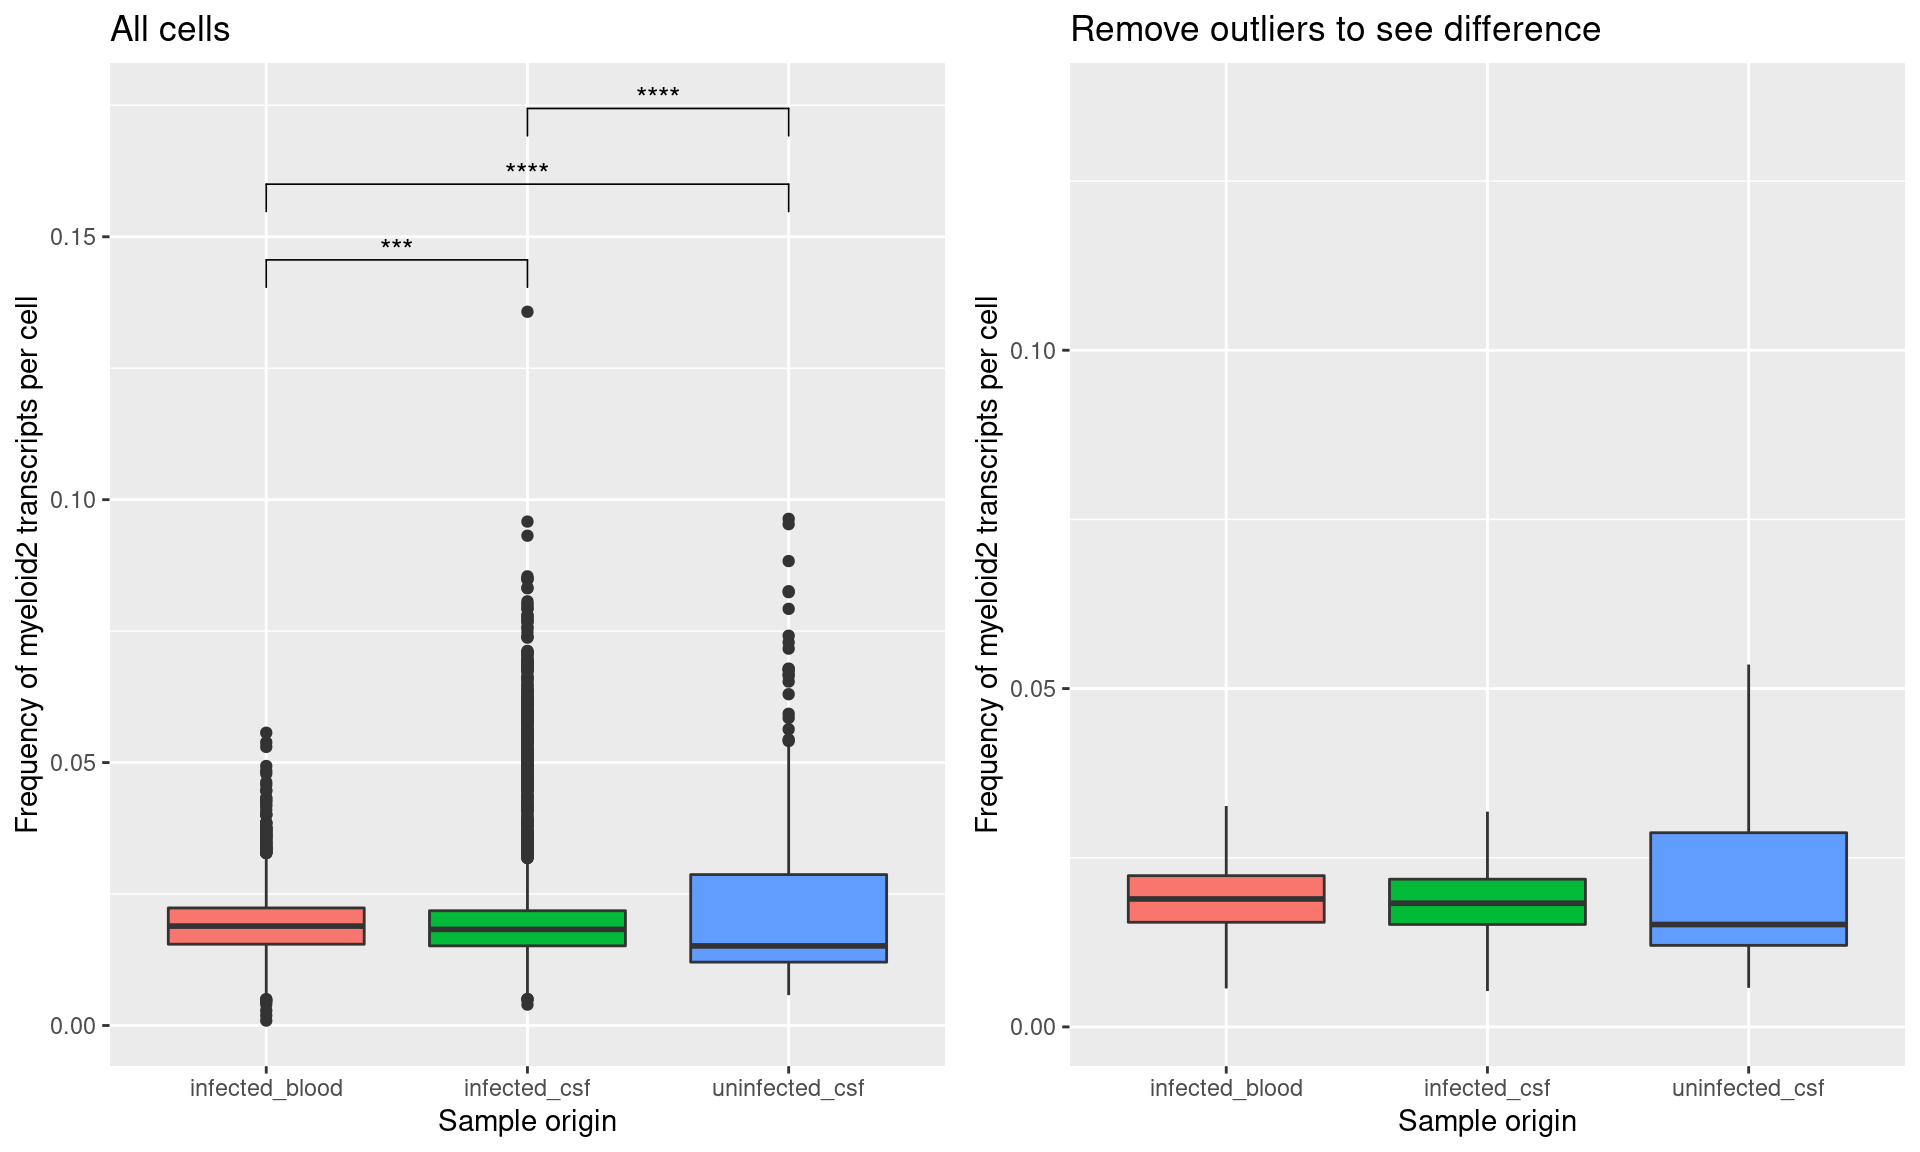 All cells
****
****
***
0.15
0.10
0.05
0.00
Frequency of myeloid2 transcripts per cell
infected_blood infected_csf uninfected_csf
Sample origin
Remove outliers to see difference
0.10
0.05
0.00
Frequency of myeloid2 transcripts per cell
infected_blood infected_csf uninfected_csf
Sample origin